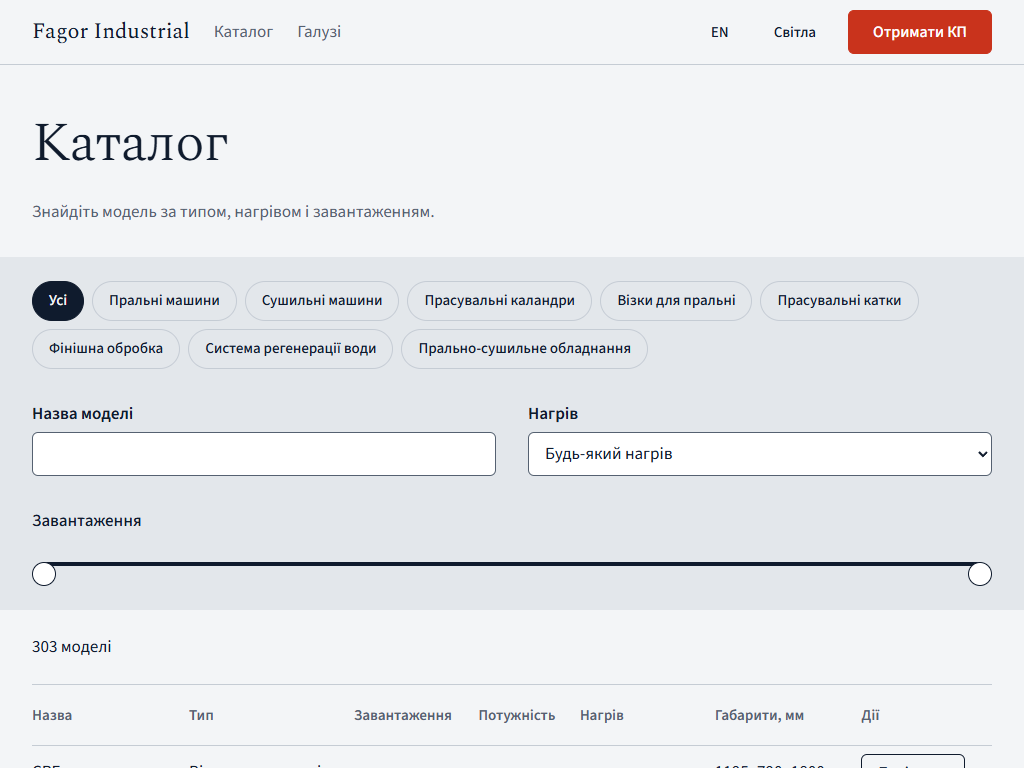 Fagor Industrial Каталог Галузі EN Світла Отримати КП
Каталог
Знайдіть модель за типом, нагрівом і завантаженням.
Усі Пральні машини Сушильні машини Прасувальні каландри Візки для пральні Прасувальні катки
Фінішна обробка Система регенерації води Прально-сушильне обладнання
Назва моделі Нагрів
Будь-який нагрів
Завантаження
303 моделі
Назва Тип Завантаження Потужність Нагрів Габарити, мм Дії